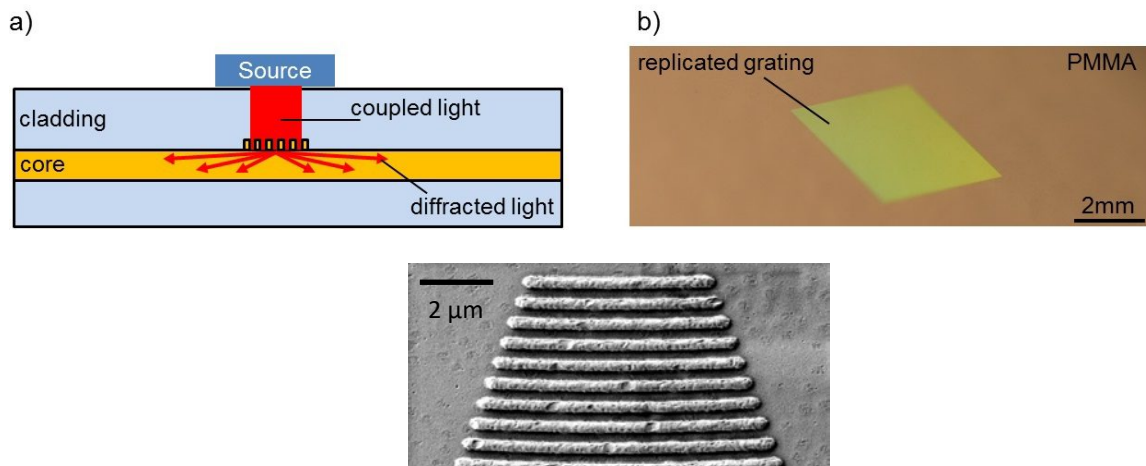 a)
Source
cladding
coupled light
core
diffracted light
b)
replicated grating
PMMA
2mm
2 μm